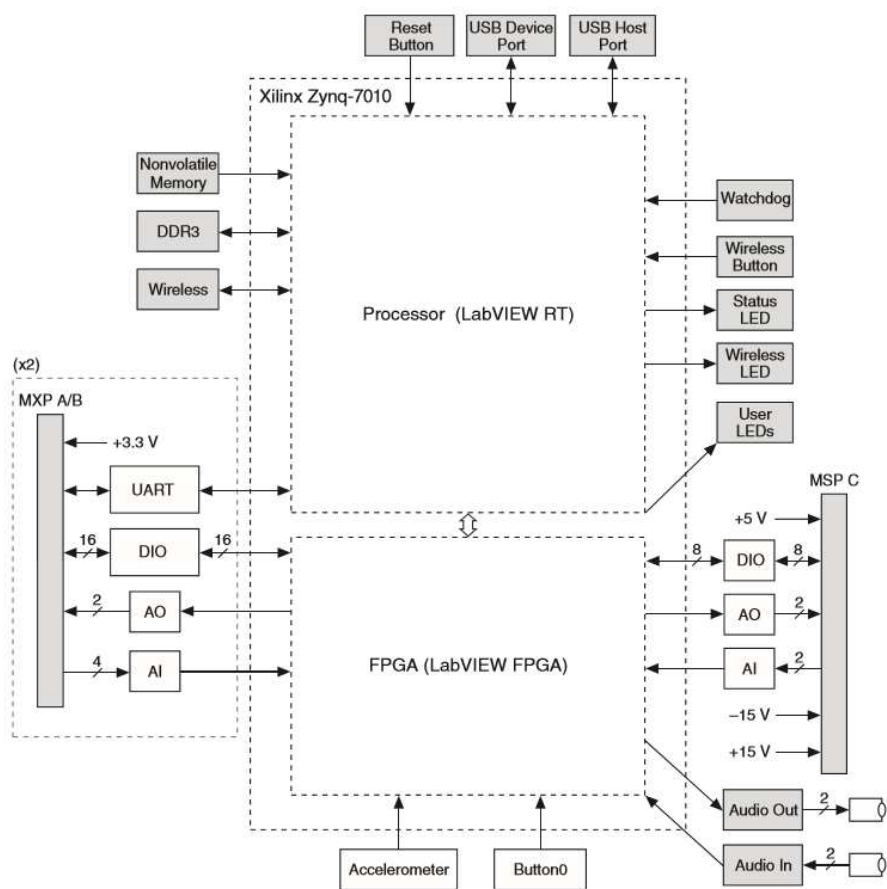 Reset
Button
USB Device
Port
USB Host
Port
Xilinx Zynq-7010
Nonvolatile
Memory
DDR3
Wireless
Processor (LabVIEW RT)
Watchdog
Wireless
Button
Status
LED
Wireless
LED
User
LEDs
(x2)
MXP A/B
+3.3 V
UART
16
DIO
16
2
AO
4
AI
FPGA (LabVIEW FPGA)
MSP C
+5 V
8
DIO
8
AO
2
AI
2
–15 V
+15 V
Audio Out
2
Audio In
2
Accelerometer
Button0